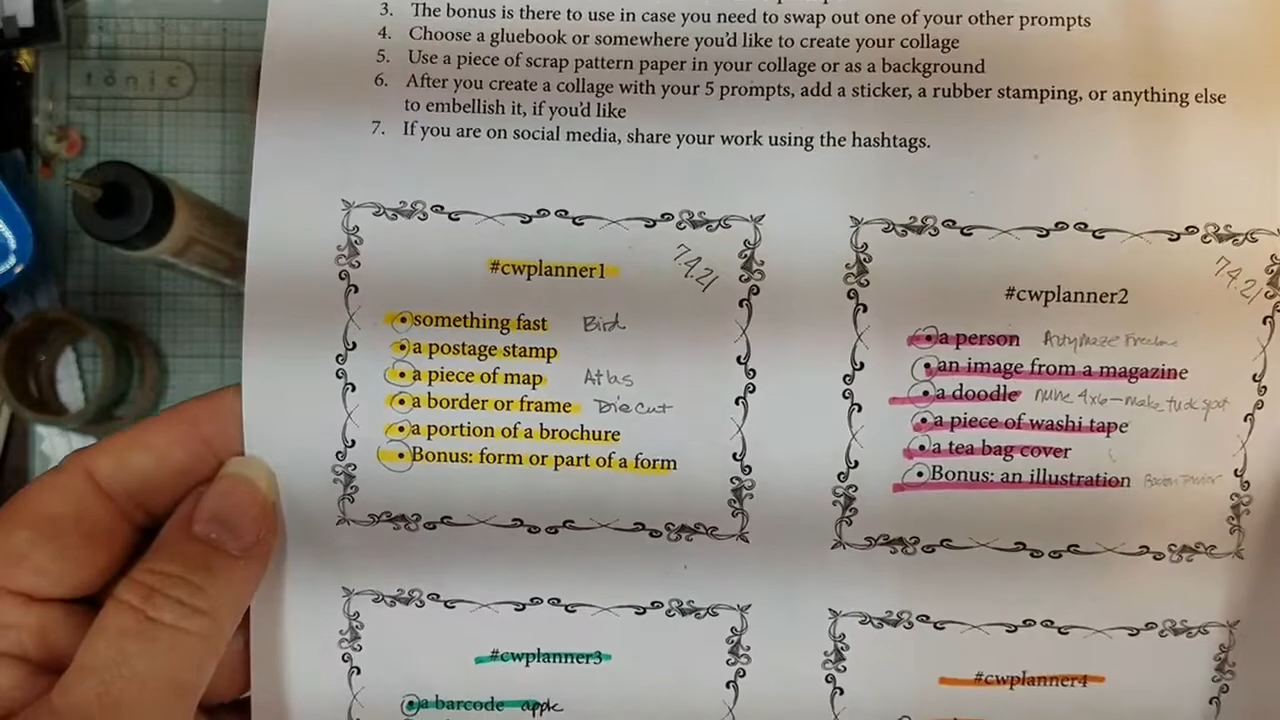 tonic
3. The bonus is there to use in case you need to swap out one of your other prompts
4. Choose a gluebook or somewhere you'd like to create your collage
5. Use a piece of scrap pattern paper in your collage or as a background
6. After you create a collage with your 5 prompts, add a sticker, a rubber stamping, or anything else
to embellish it, if you'd like
7. If you are on social media, share your work using the hashtags.
#cwplanner1
7.4.21
•something fast Bird
•a postage stamp
•a piece of map Atlas
•a border or frame Die cut
•a portion of a brochure
•Bonus: form or part of a form
#cwplanner2
7.4.21
•a person
•an image from a magazine
•a doodle 4x6-make tuck spot
•a piece of washi tape
•a tea bag cover
•Bonus: an illustration
#cwplanner3
•a barcode apple
#cwplanner4